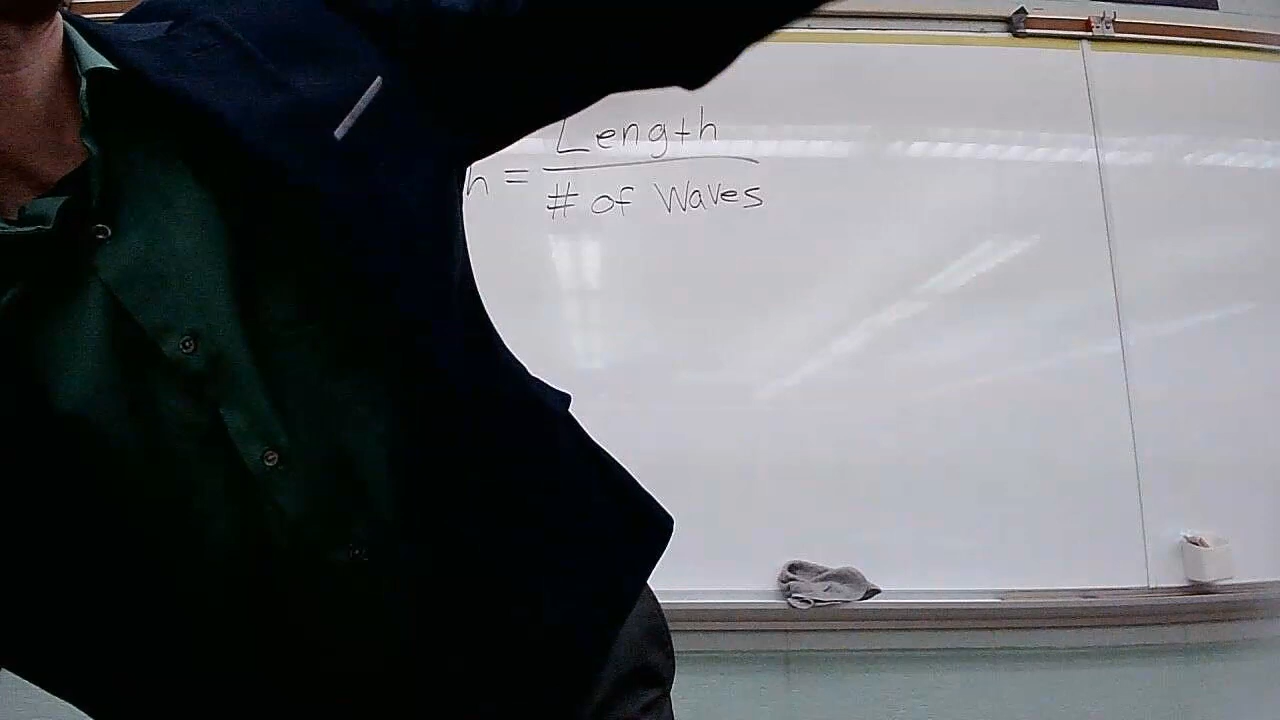 Length
h = # of Waves